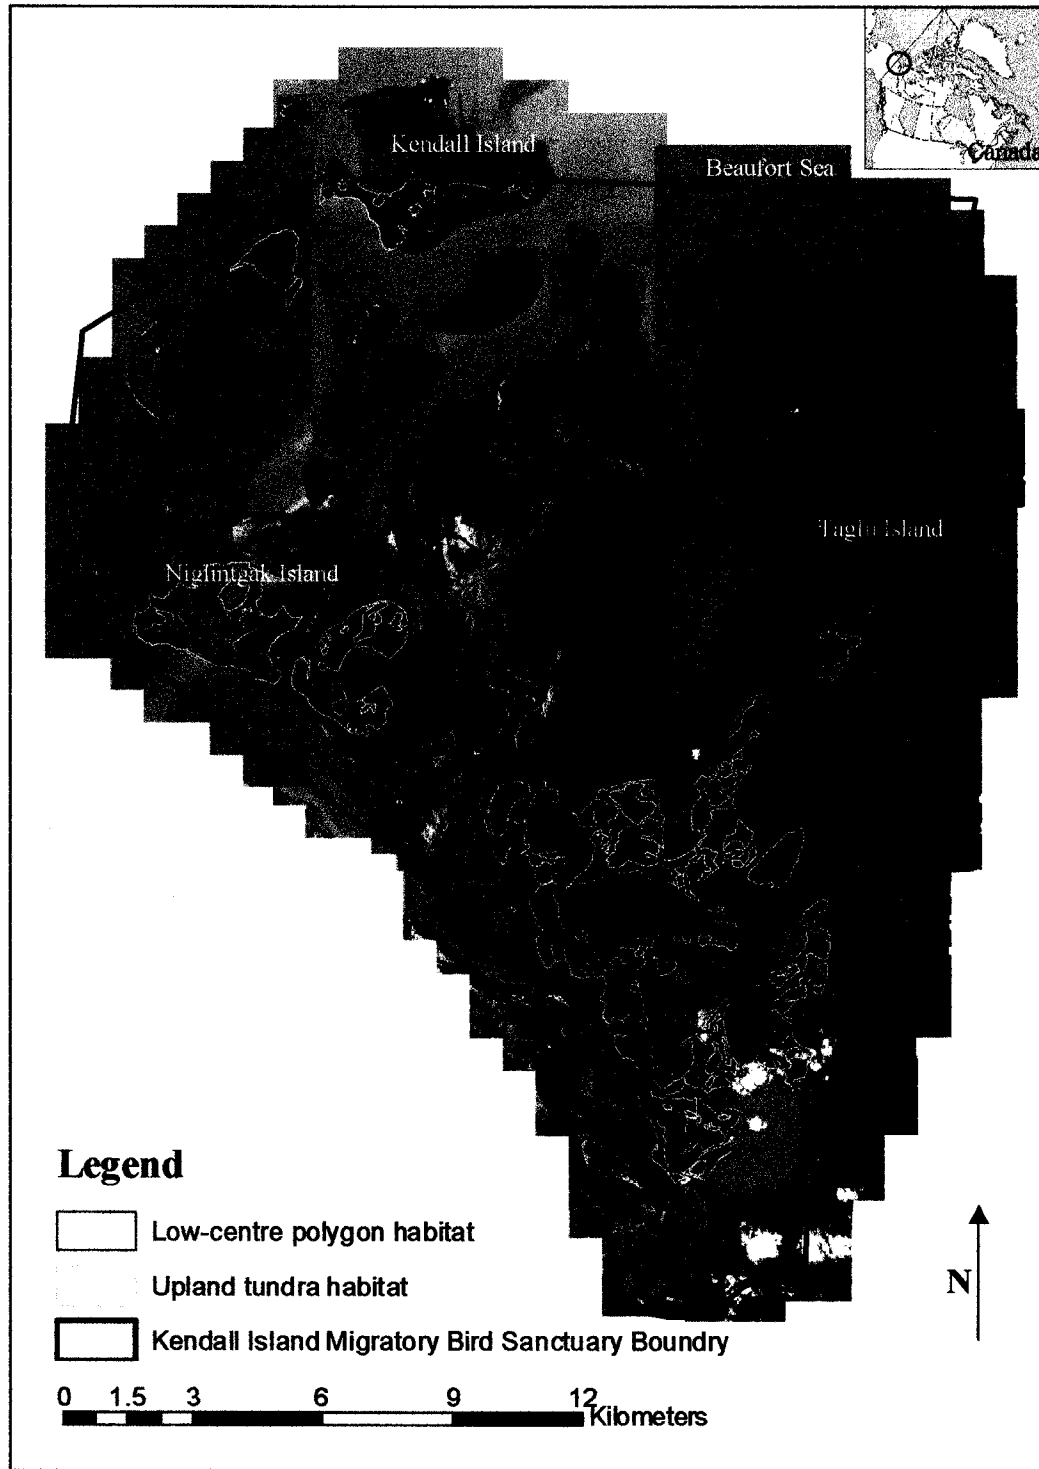 Canada
Kendall Island
Beaufort Sea
Taglu Island
Niglintgak Island
Legend
Low-centre polygon habitat
Upland tundra habitat
Kendall Island Migratory Bird Sanctuary Boundry
N
0 1.5 3 6 9 12
Kilometers